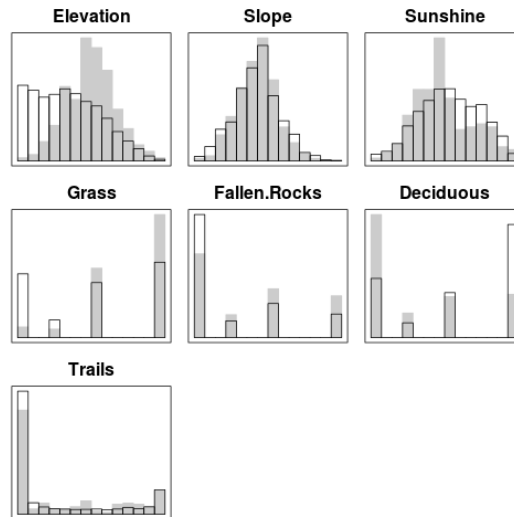 Elevation
Slope
Sunshine
Grass
Fallen.Rocks
Deciduous
Trails